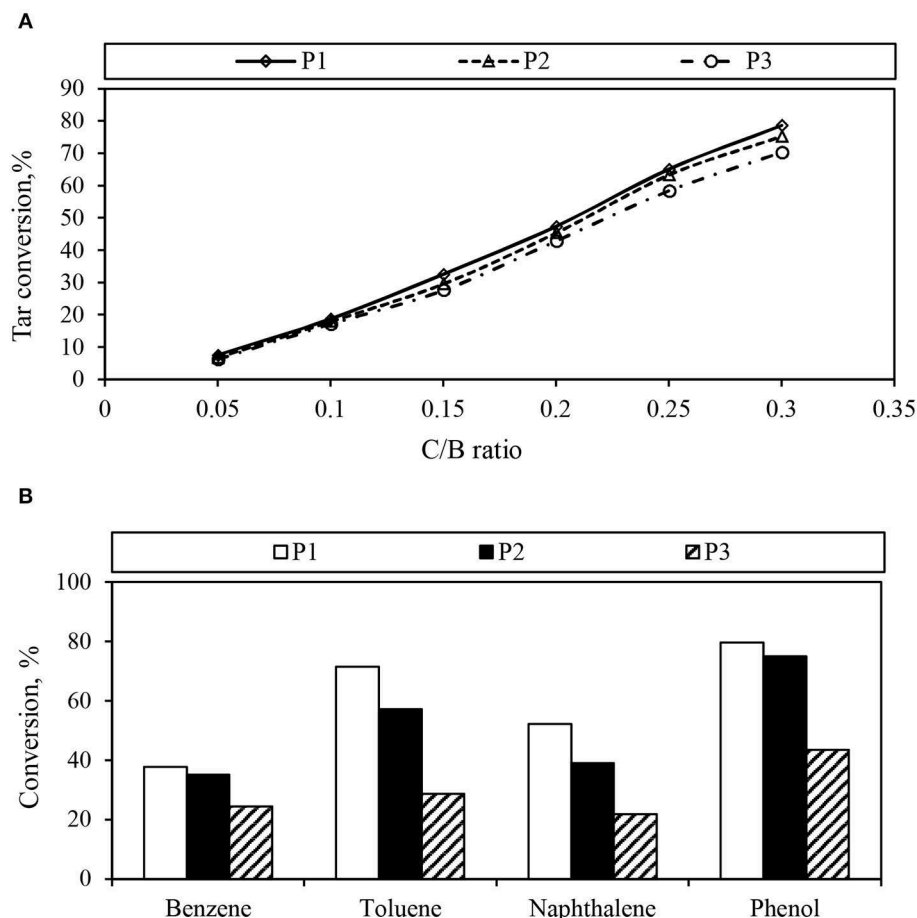 A
P1 P2 P3
90
80
70
60
50
40
30
20
10
0
Tar conversion,%
0 0.05 0.1 0.15 0.2 0.25 0.3 0.35
C/B ratio
B
P1 P2 P3
100
80
60
40
20
0
Conversion, %
Benzene Toluene Naphthalene Phenol